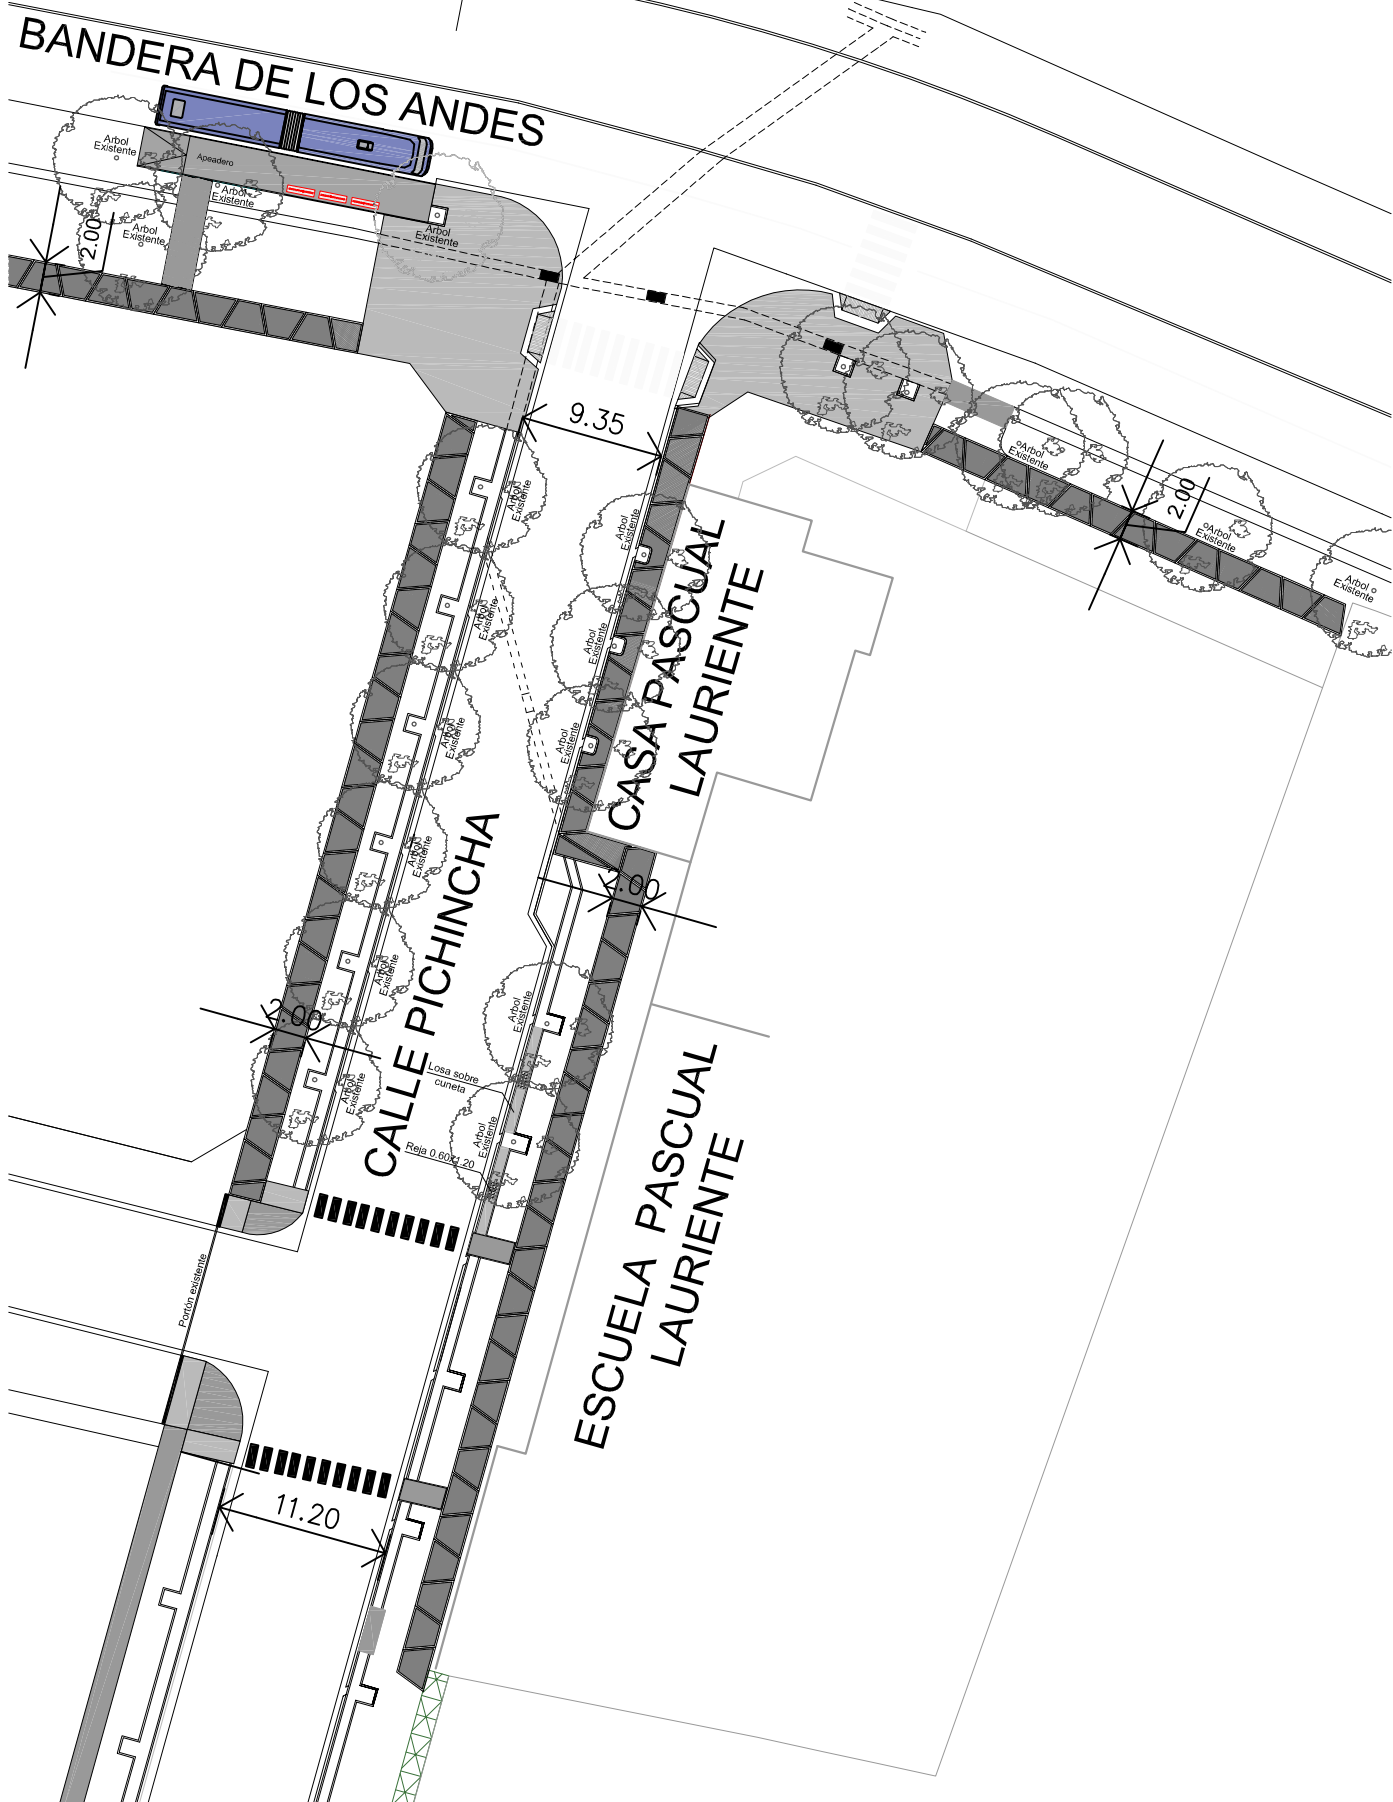 BANDERA DE LOS ANDES
Arbol
Existente
Apeadero
Arbol
Existente
Arbol
Existente
Arbol
Existente
2.00
9.35
Arbol
Existente
2.00
Arbol
Existente
Arbol
Existente
Arbol
Existente
Arbol
Existente
Arbol
Existente
Arbol
Existente
Arbol
Existente
Arbol
Existente
Arbol
Existente
CASA PASCUAL
LAURIENTE
Arbol
Existente
2.00
CALLE PICHINCHA
Arbol
Existente
2.00
Arbol
Existente
Arbol
Existente
Losa sobre
cuneta
Arbol
Existente
Reja 0.60x1.20
ESCUELA PASCUAL
LAURIENTE
Portón existente
11.20